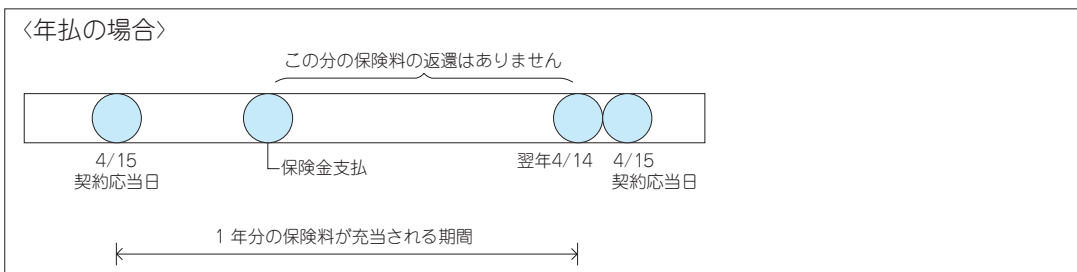 〈年払の場合〉
この分の保険料の返還はありません
4/15
契約応当日
保険金支払
翌年4/14
4/15
契約応当日
1年分の保険料が充当される期間